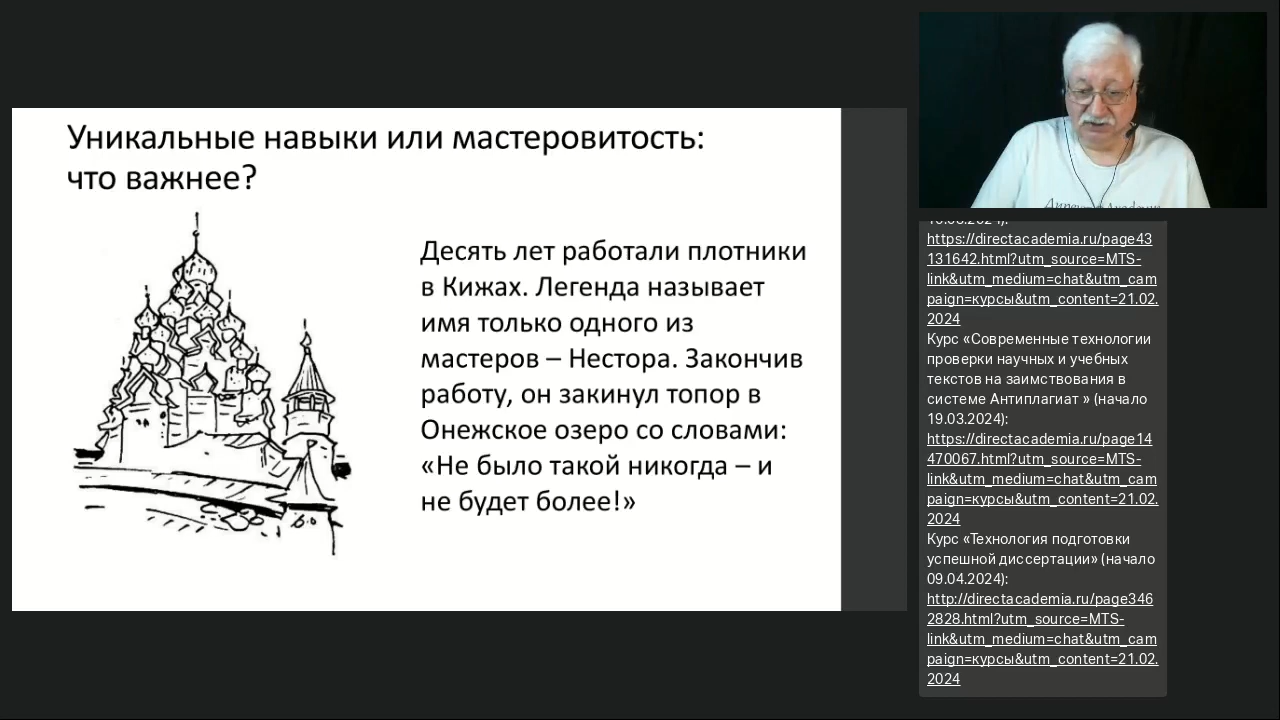 Уникальные навыки или мастеровитость:
что важнее?
Десять лет работали плотники
в Кижах. Легенда называет
имя только одного из
мастеров – Нестора. Закончив
работу, он закинул топор в
Онежское озеро со словами:
«Не было такой никогда – и
не будет более!»
https://directacademia.ru/page43
131642.html?utm_source=MTS-
link&utm_medium=chat&utm_cam
paign=курсы&utm_content=21.02.
2024
Курс «Современные технологии
проверки научных и учебных
текстов на заимствования в
системе Антиплагиат » (начало
19.03.2024):
https://directacademia.ru/page14
470067.html?utm_source=MTS-
link&utm_medium=chat&utm_cam
paign=курсы&utm_content=21.02.
2024
Курс «Технология подготовки
успешной диссертации» (начало
09.04.2024):
http://directacademia.ru/page346
2828.html?utm_source=MTS-
link&utm_medium=chat&utm_cam
paign=курсы&utm_content=21.02.
2024